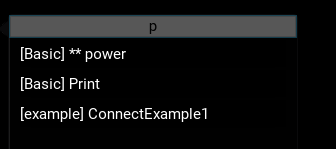 p
[Basic] ** power
[Basic] Print
[example] ConnectExample1